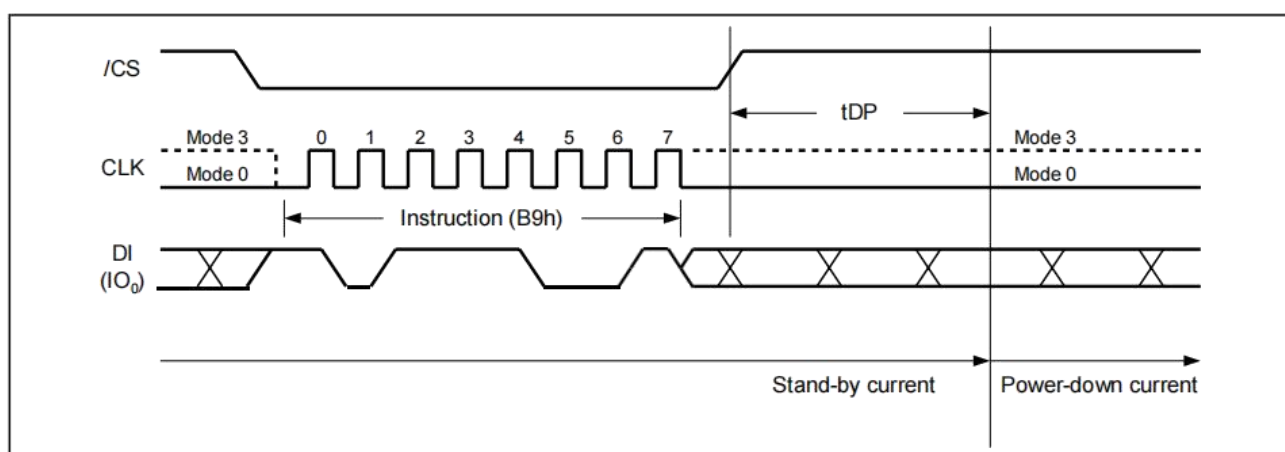 /CS
tDP
Mode 3 0 1 2 3 4 5 6 7 Mode 3
CLK
Mode 0 Mode 0
Instruction (B9h)
DI
(IO₀)
Stand-by current Power-down current